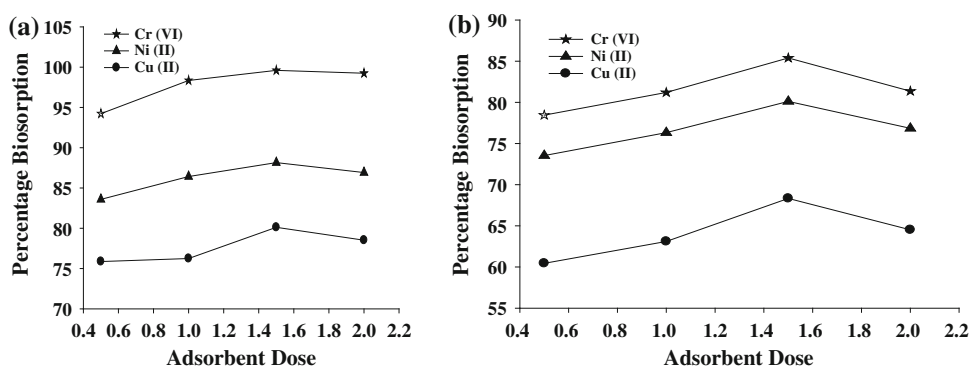 (a)
Cr (VI)
Ni (II)
Cu (II)
Percentage Biosorption
105
100
95
90
85
80
75
70
0.4 0.6 0.8 1.0 1.2 1.4 1.6 1.8 2.0 2.2
Adsorbent Dose
(b)
Cr (VI)
Ni (II)
Cu (II)
Percentage Biosorption
90
85
80
75
70
65
60
55
0.4 0.6 0.8 1.0 1.2 1.4 1.6 1.8 2.0 2.2
Adsorbent Dose